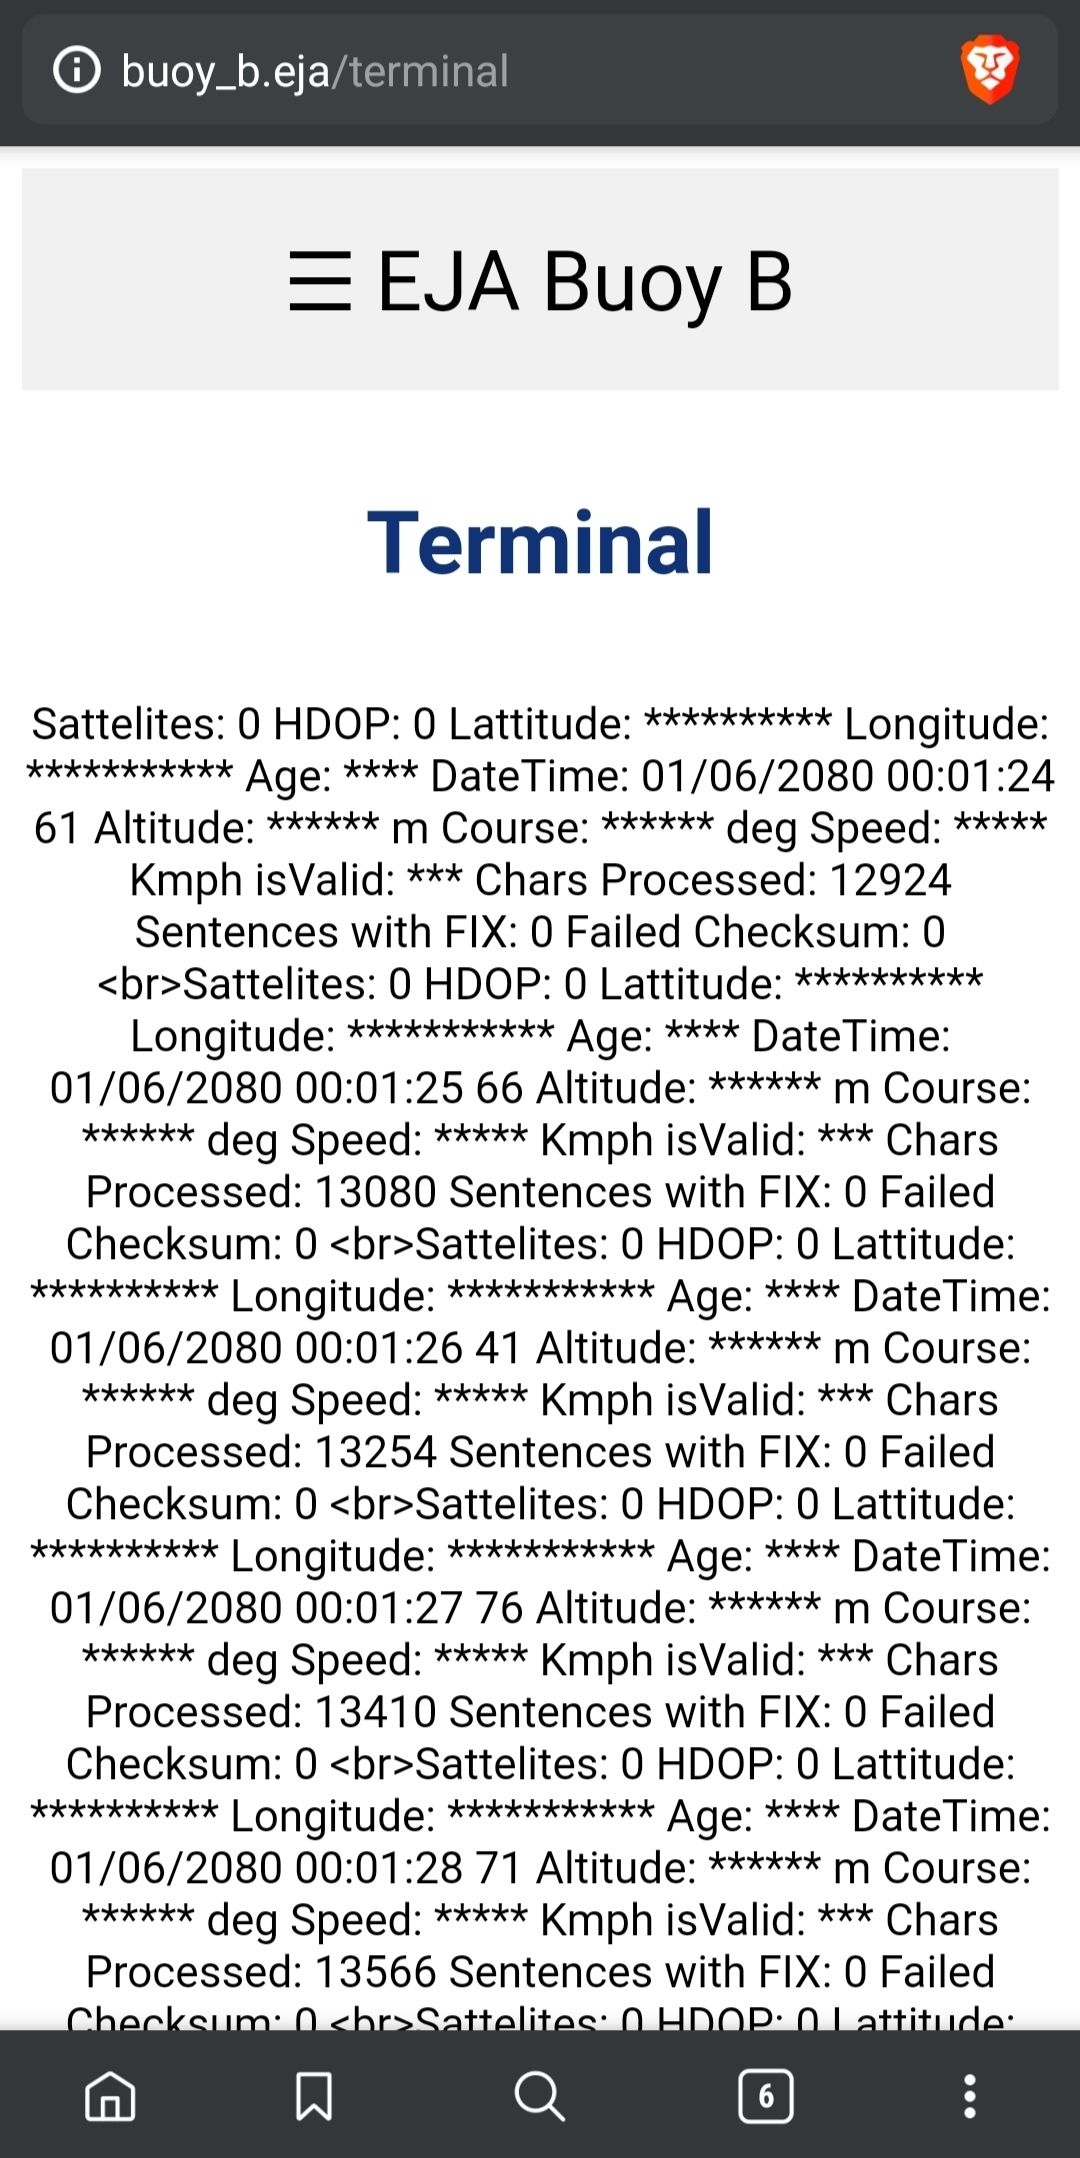 buoy_b.eja/terminal
☰ EJA Buoy B
Terminal
Sattelites: 0 HDOP: 0 Lattitude: ********** Longitude:
*********** Age: **** DateTime: 01/06/2080 00:01:24
61 Altitude: ****** m Course: ****** deg Speed: *****
Kmph isValid: *** Chars Processed: 12924
Sentences with FIX: 0 Failed Checksum: 0
<br>Sattelites: 0 HDOP: 0 Lattitude: **********
Longitude: *********** Age: **** DateTime:
01/06/2080 00:01:25 66 Altitude: ****** m Course:
****** deg Speed: ***** Kmph isValid: *** Chars
Processed: 13080 Sentences with FIX: 0 Failed
Checksum: 0 <br>Sattelites: 0 HDOP: 0 Lattitude:
********** Longitude: *********** Age: **** DateTime:
01/06/2080 00:01:26 41 Altitude: ****** m Course:
****** deg Speed: ***** Kmph isValid: *** Chars
Processed: 13254 Sentences with FIX: 0 Failed
Checksum: 0 <br>Sattelites: 0 HDOP: 0 Lattitude:
********** Longitude: *********** Age: **** DateTime:
01/06/2080 00:01:27 76 Altitude: ****** m Course:
****** deg Speed: ***** Kmph isValid: *** Chars
Processed: 13410 Sentences with FIX: 0 Failed
Checksum: 0 <br>Sattelites: 0 HDOP: 0 Lattitude:
********** Longitude: *********** Age: **** DateTime:
01/06/2080 00:01:28 71 Altitude: ****** m Course:
****** deg Speed: ***** Kmph isValid: *** Chars
Processed: 13566 Sentences with FIX: 0 Failed
Checksum: 0 <br>Sattelites: 0 HDOP: 0 Lattitude:
6